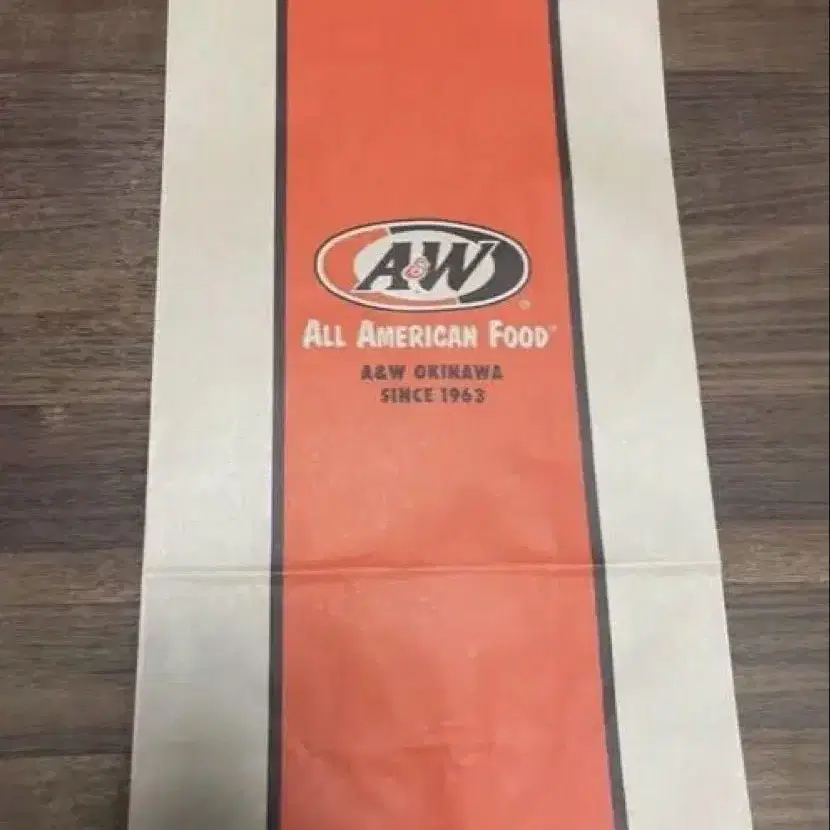 A&W®
ALL AMERICAN FOOD®
A&W OKINAWA
SINCE 1963